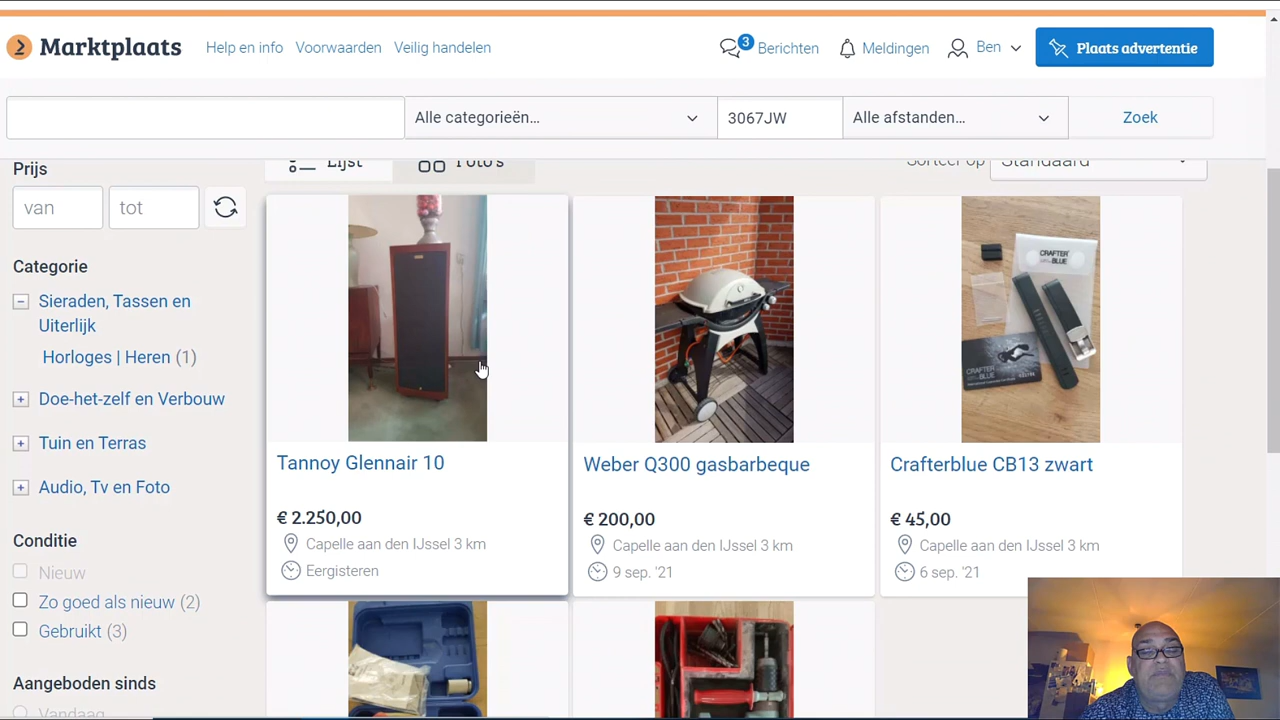 Marktplaats
Help en info
Voorwaarden
Veilig handelen
3
Berichten
Meldingen
Ben
Plaats advertentie
Alle categorieën...
3067JW
Alle afstanden...
Zoek
Lijst
Foto's
Sorteer op
Standaard
Prijs
van
tot
Categorie
Sieraden, Tassen en
Uiterlijk
Horloges | Heren (1)
Doe-het-zelf en Verbouw
Tuin en Terras
Audio, Tv en Foto
Conditie
Nieuw
Zo goed als nieuw (2)
Gebruikt (3)
Aangeboden sinds
Vandaag
Tannoy Glennair 10
€ 2.250,00
Capelle aan den IJssel 3 km
Eergisteren
Weber Q300 gasbarbeque
€ 200,00
Capelle aan den IJssel 3 km
9 sep. '21
CRAFTER
BLUE
CRAFTER
BLUE
Crafterblue CB13 zwart
€ 45,00
Capelle aan den IJssel 3 km
6 sep. '21